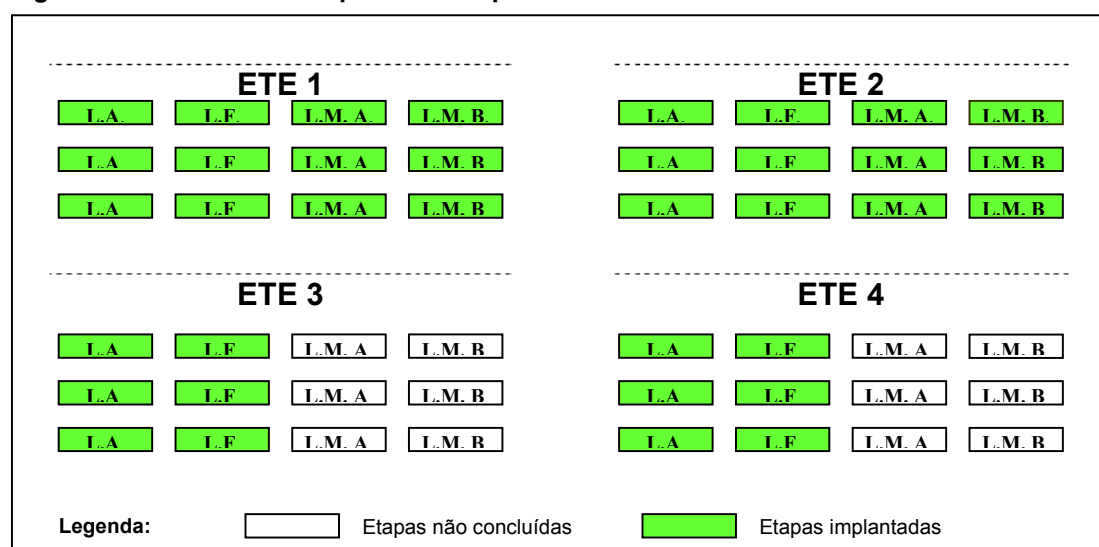 ETE 1
L.A. L.F. L.M. A. L.M. B.
L.A L.F L.M. A L.M. B
L.A L.F L.M. A L.M. B
ETE 2
L.A. L.F. L.M. A. L.M. B.
L.A L.F L.M. A L.M. B
L.A L.F L.M. A L.M. B
ETE 3
L.A L.F L.M. A L.M. B
L.A L.F L.M. A L.M. B
L.A L.F L.M. A L.M. B
ETE 4
L.A L.F L.M. A L.M. B
L.A L.F L.M. A L.M. B
L.A L.F L.M. A L.M. B
Legenda: Etapas não concluídas Etapas implantadas